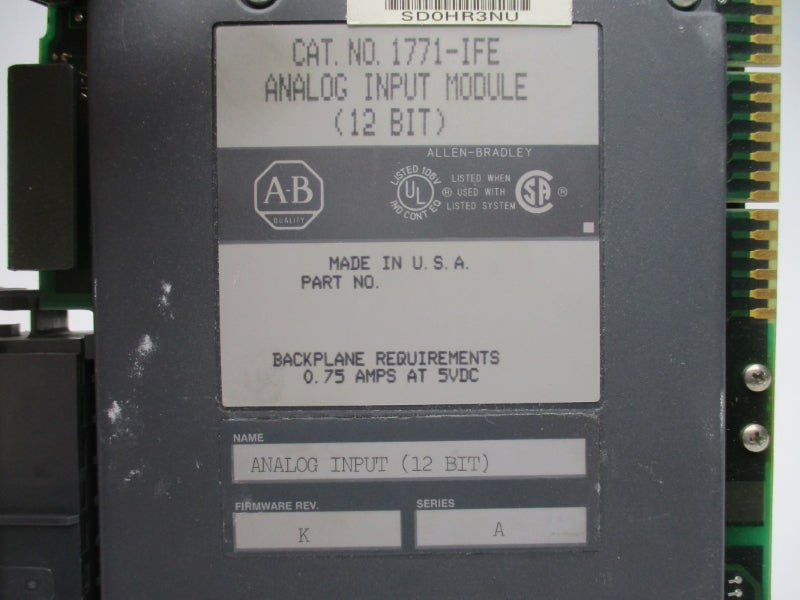 SD0HR3NU
CAT. NO. 1771-IFE
ANALOG INPUT MODULE
(12 BIT)
ALLEN-BRADLEY
A-B
QUALITY
LISTED 106V
UL
IND CONT EQ
®
LISTED WHEN
USED WITH
LISTED SYSTEM
SA
®
MADE IN U.S.A.
PART NO.
BACKPLANE REQUIREMENTS
0.75 AMPS AT 5VDC
NAME
ANALOG INPUT (12 BIT)
FIRMWARE REV.
K
SERIES
A